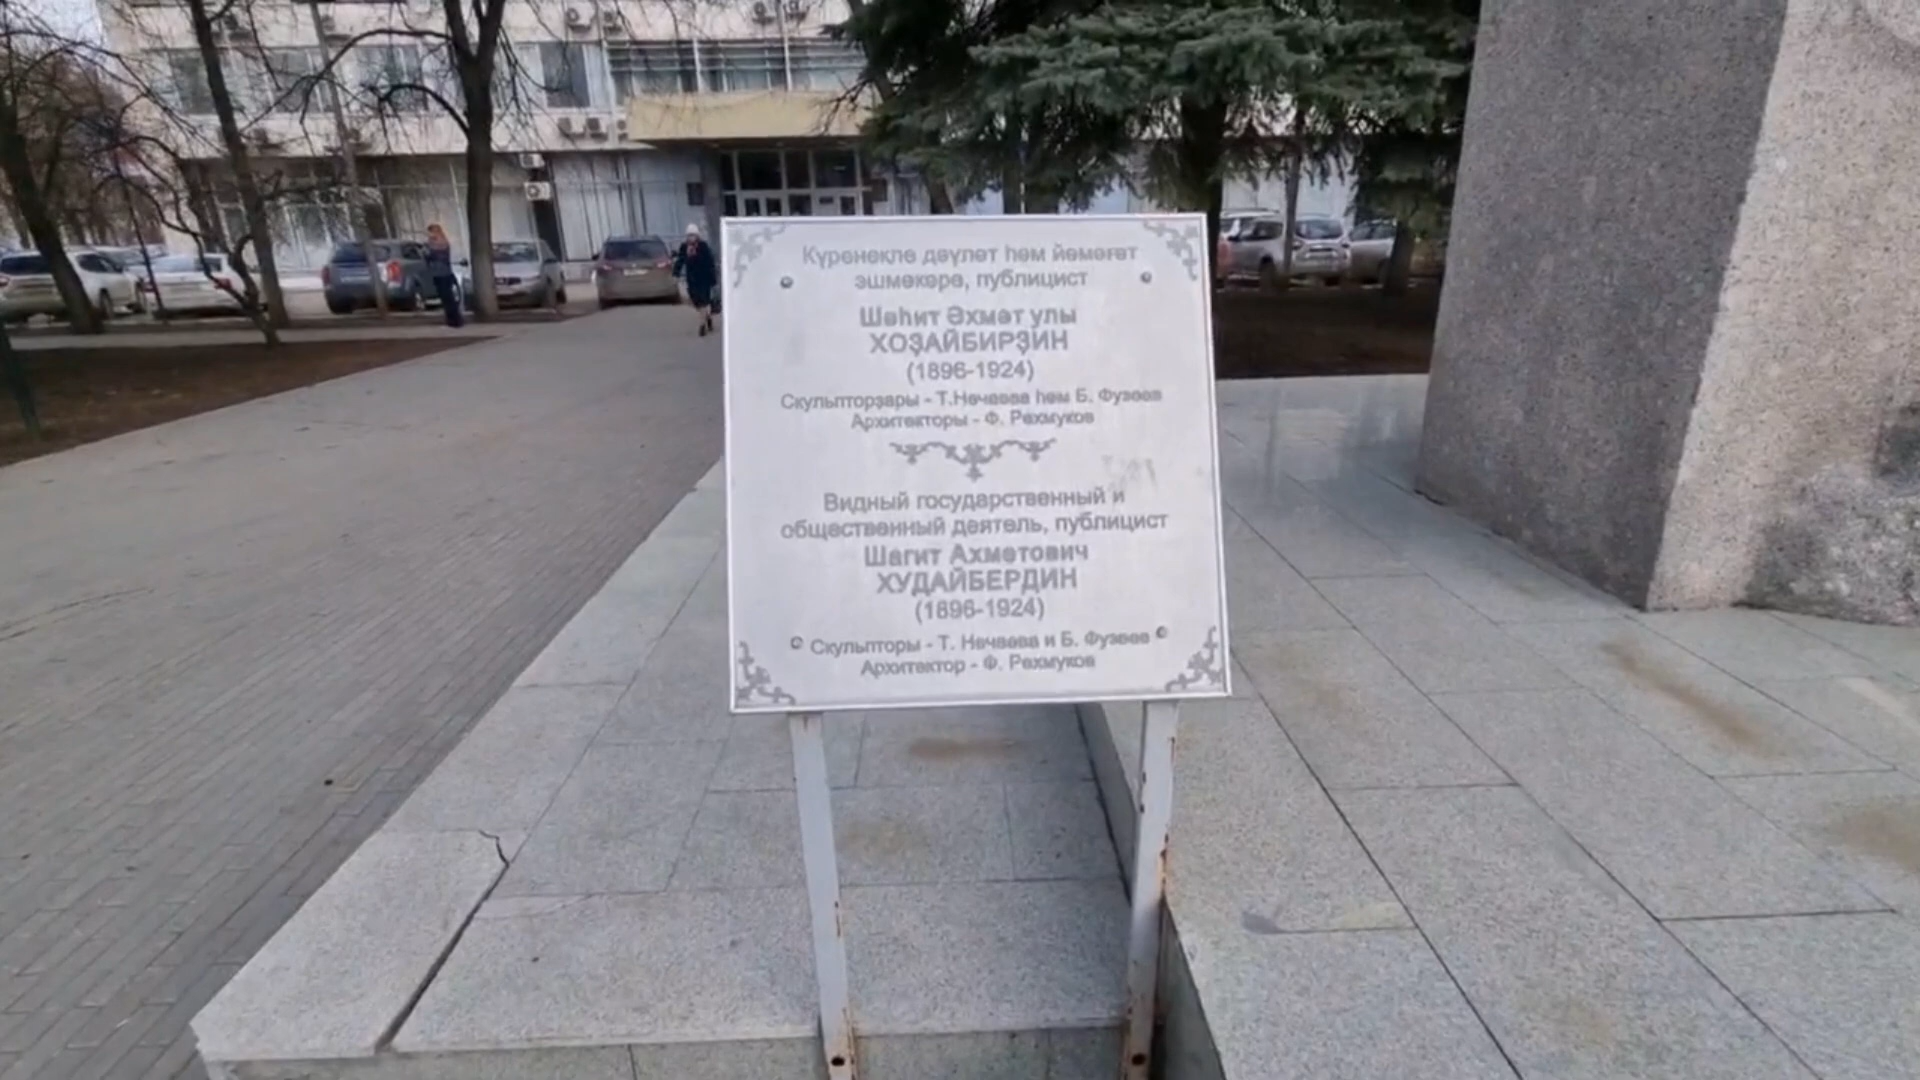 Күренекле дәүләт һәм йәмәғәт
эшмәкәре, публицист
Шәһит Әхмәт улы
ХОҘАЙБИРҘИН
(1896-1924)
Скульпторҙары - Т.Нечаева һәм Б. Фузеев
Архитекторы - Ф. Рехмуков
Видный государственный и
общественный деятель, публицист
Шагит Ахметович
ХУДАЙБЕРДИН
(1896-1924)
Скульпторы - Т. Нечаева и Б. Фузеев
Архитектор - Ф. Рехмуков